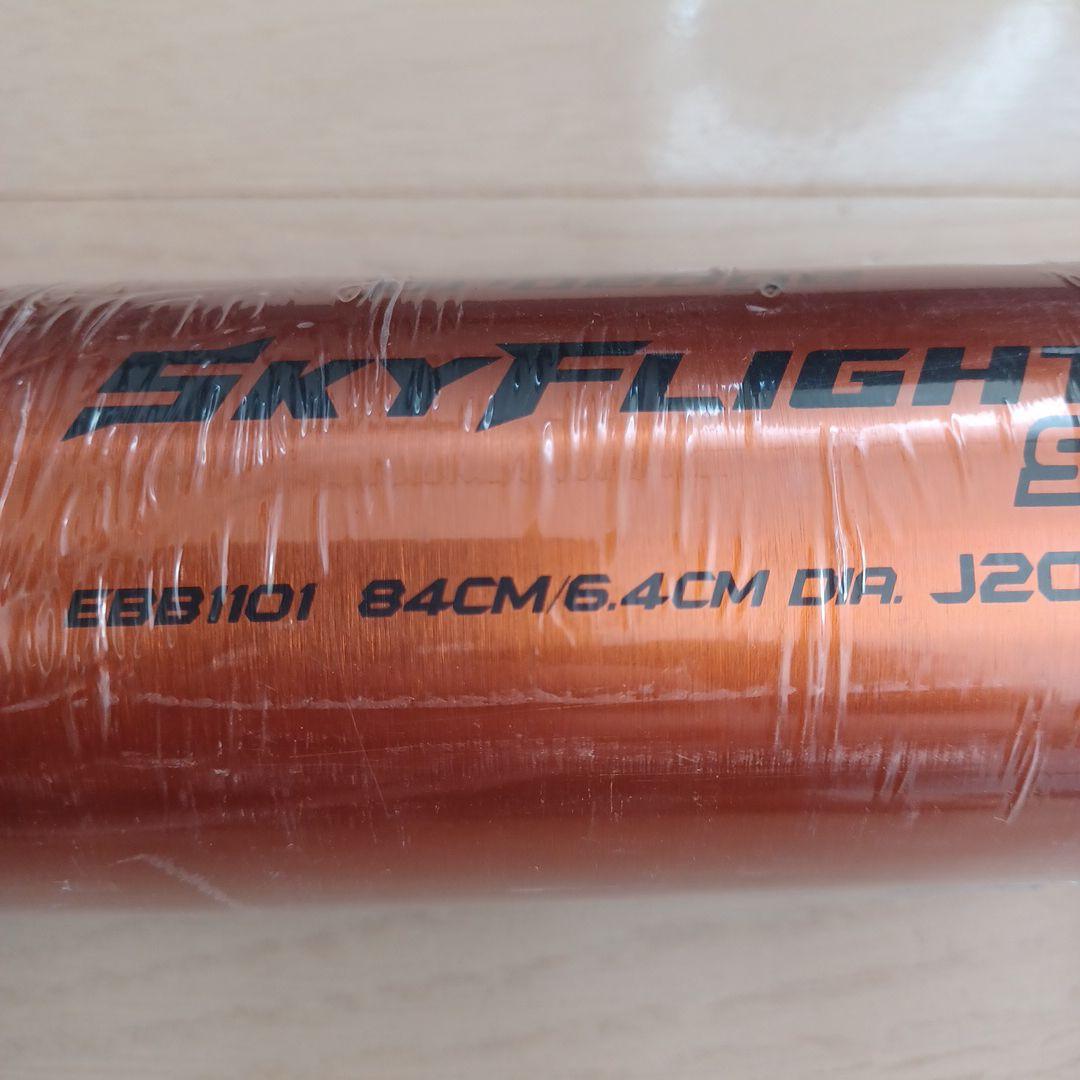 SKYFLIGHT
EBB1101 84CM/6.4CM DIA. J20